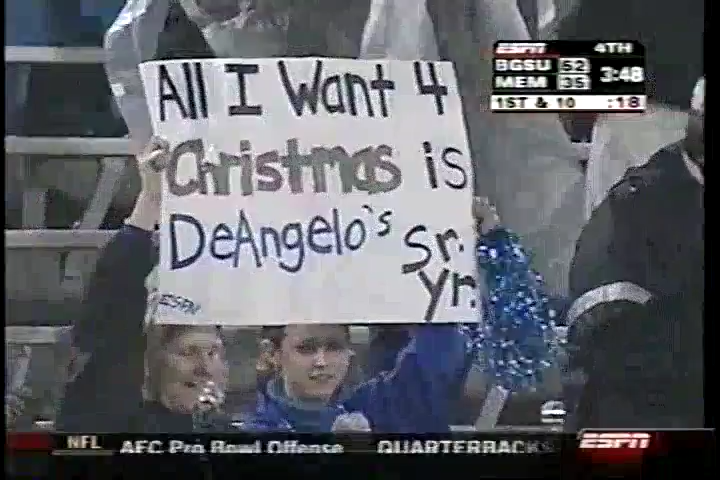 All I Want 4
Christmas is
DeAngelo's Sr.
Yr.
ESPN
ESPN 4TH
BGSU 52
MEM 35
3:48
1ST & 10 :18
NFL AFC Pro Bowl Offense QUARTERBACKS ESPN